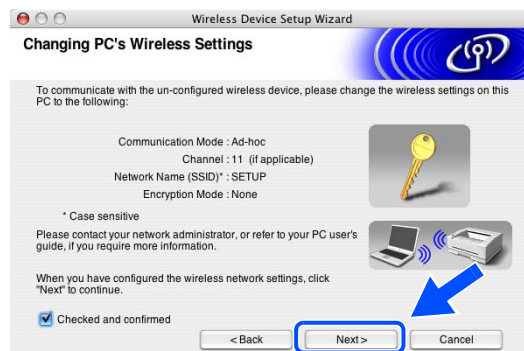 Wireless Device Setup Wizard
Changing PC's Wireless Settings
To communicate with the un-configured wireless device, please change the wireless settings on this
PC to the following:
Communication Mode : Ad-hoc
Channel : 11 (if applicable)
Network Name (SSID)* : SETUP
Encryption Mode : None
* Case sensitive
Please contact your network administrator, or refer to your PC user's
guide, if you require more information.
When you have configured the wireless network settings, click
"Next" to continue.
Checked and confirmed
< Back
Next >
Cancel